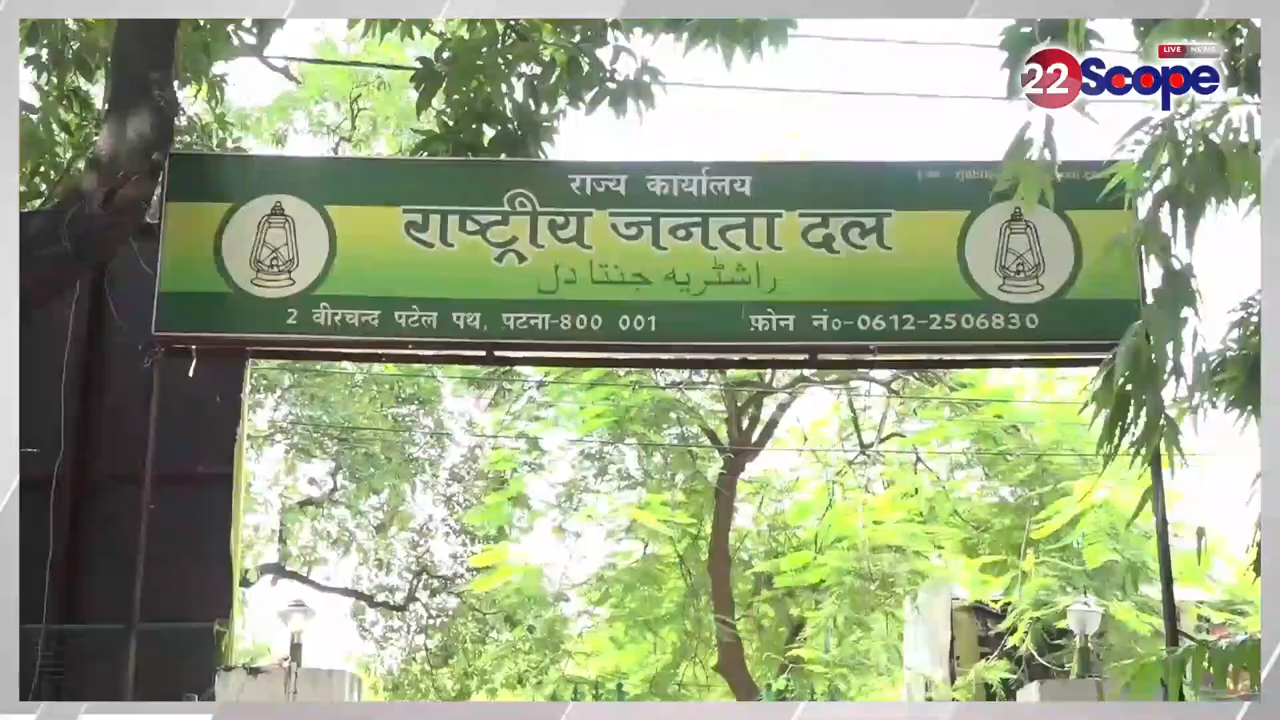 LIVE NEWS
22Scope
राज्य कार्यालय
राष्ट्रीय जनता दल
راشٹریہ جنتا دل
2 वीरचन्द पटेल पथ, पटना-800 001
फ़ोन नं०-0612-2506830